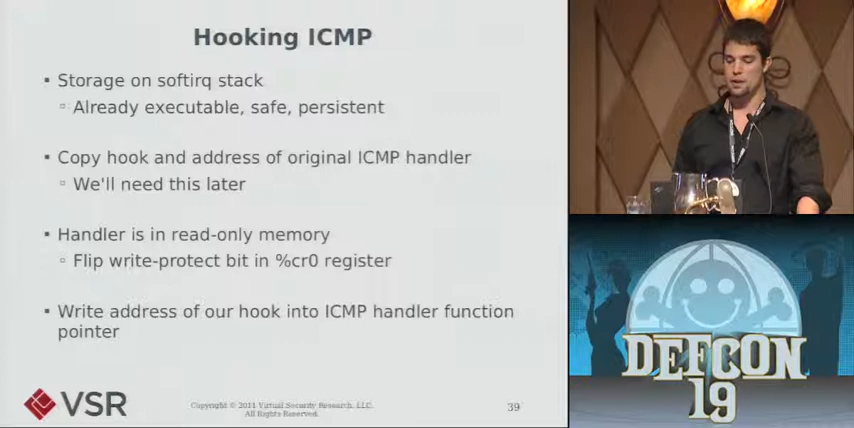 Hooking ICMP
▪ Storage on softirq stack
▫ Already executable, safe, persistent
▪ Copy hook and address of original ICMP handler
▫ We'll need this later
▪ Handler is in read-only memory
▫ Flip write-protect bit in %cr0 register
▪ Write address of our hook into ICMP handler function
pointer
VSR
Copyright © 2011 Virtual Security Research, LLC.
All Rights Reserved.
39
DEFCON
19